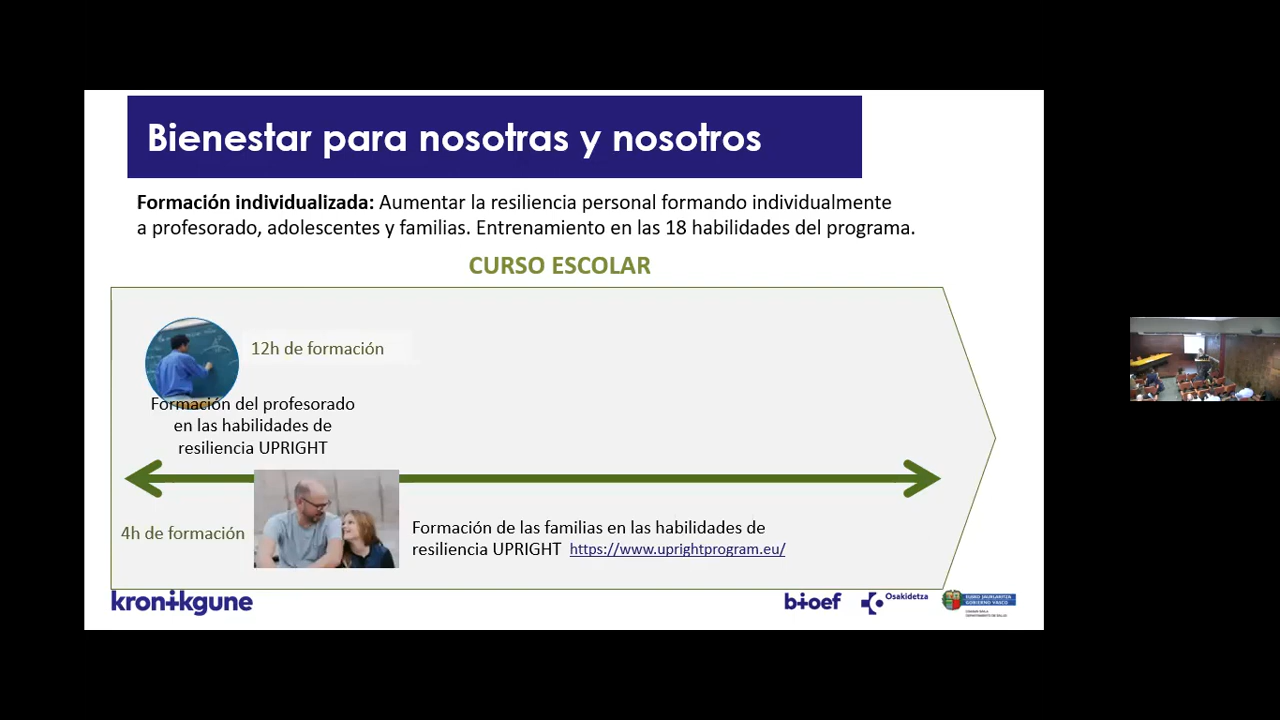 Bienestar para nosotras y nosotros
Formación individualizada: Aumentar la resiliencia personal formando individualmente
a profesorado, adolescentes y familias. Entrenamiento en las 18 habilidades del programa.
CURSO ESCOLAR
12h de formación
Formación del profesorado
en las habilidades de
resiliencia UPRIGHT
4h de formación
Formación de las familias en las habilidades de
resiliencia UPRIGHT https://www.uprightprogram.eu/
kronikgune
bioef
Osakidetza
EUSKO JAURLARITZA
GOBIERNO VASCO